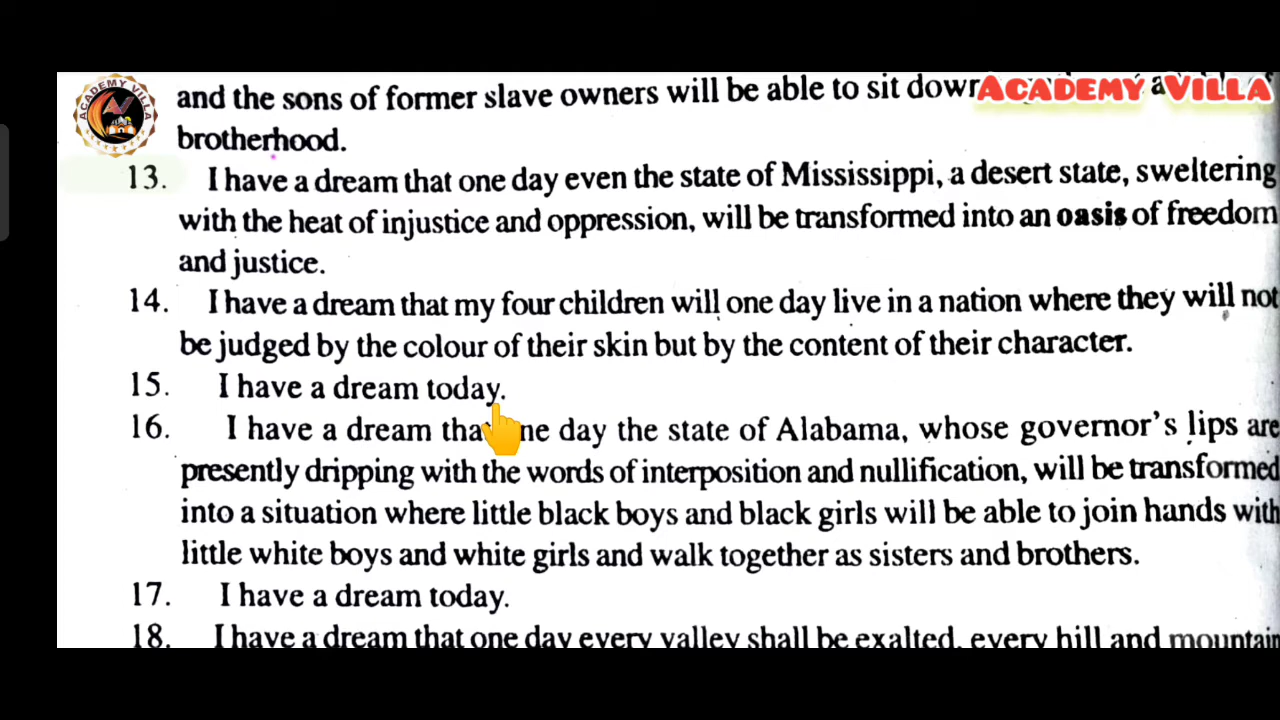 and the sons of former slave owners will be able to sit down
ACADEMY VILLA
ACADEMY VILLA
brotherhood.
13. I have a dream that one day even the state of Mississippi, a desert state, sweltering
with the heat of injustice and oppression, will be transformed into an oasis of freedom
and justice.
14. I have a dream that my four children will one day live in a nation where they will not
be judged by the colour of their skin but by the content of their character.
15. I have a dream today.
16. I have a dream that one day the state of Alabama, whose governor's lips are
presently dripping with the words of interposition and nullification, will be transformed
into a situation where little black boys and black girls will be able to join hands with
little white boys and white girls and walk together as sisters and brothers.
17. I have a dream today.
18. I have a dream that one day every valley shall be exalted, every hill and mountain